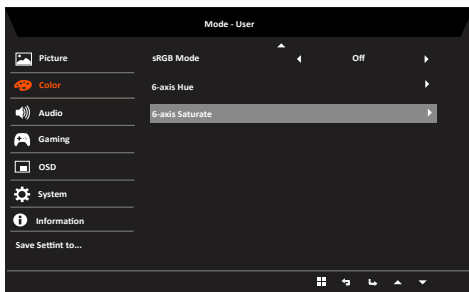 Mode - User
Picture
sRGB Mode Off
Color
6-axis Hue
Audio
6-axis Saturate
Gaming
OSD
System
Information
Save Settint to...